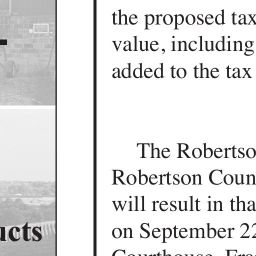 the proposed tax
value, including
added to the tax
The Robertso
Robertson Coun
will result in tha
on September 22
Courthouse, Fra
ucts